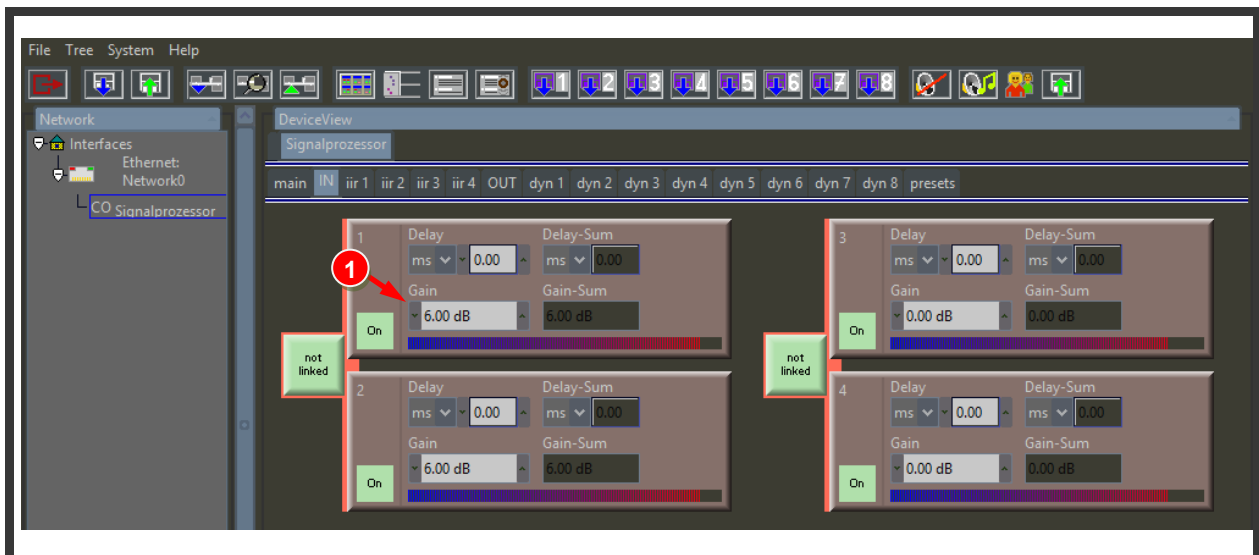 File Tree System Help
1 2 3 4 5 6 7 8
Network
Interfaces
Ethernet:
Network0
CO Signalprozessor
DeviceView
Signalprozessor
main IN iir 1 iir 2 iir 3 iir 4 OUT dyn 1 dyn 2 dyn 3 dyn 4 dyn 5 dyn 6 dyn 7 dyn 8 presets
1
Delay Delay-Sum
ms 0.00 ms 0.00
1
Gain Gain-Sum
6.00 dB 6.00 dB
On
not
linked
2
Delay Delay-Sum
ms 0.00 ms 0.00
Gain Gain-Sum
6.00 dB 6.00 dB
On
3
Delay Delay-Sum
ms 0.00 ms 0.00
Gain Gain-Sum
0.00 dB 0.00 dB
On
not
linked
4
Delay Delay-Sum
ms 0.00 ms 0.00
Gain Gain-Sum
0.00 dB 0.00 dB
On